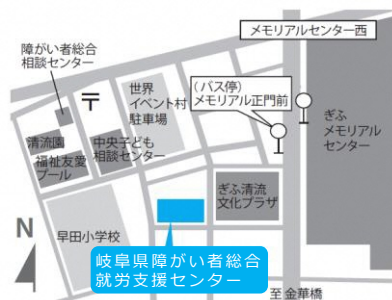 メモリアルセンター西
障がい者総合
相談センター
〒
世界
イベント村
駐車場
(バス停)
メモリアル正門前
ぎふ
メモリアル
センター
清流園
福祉友愛
プール
中央子ども
相談センター
ぎふ清流
文化プラザ
N
早田小学校
岐阜県障がい者総合
就労支援センター
至 金華橋